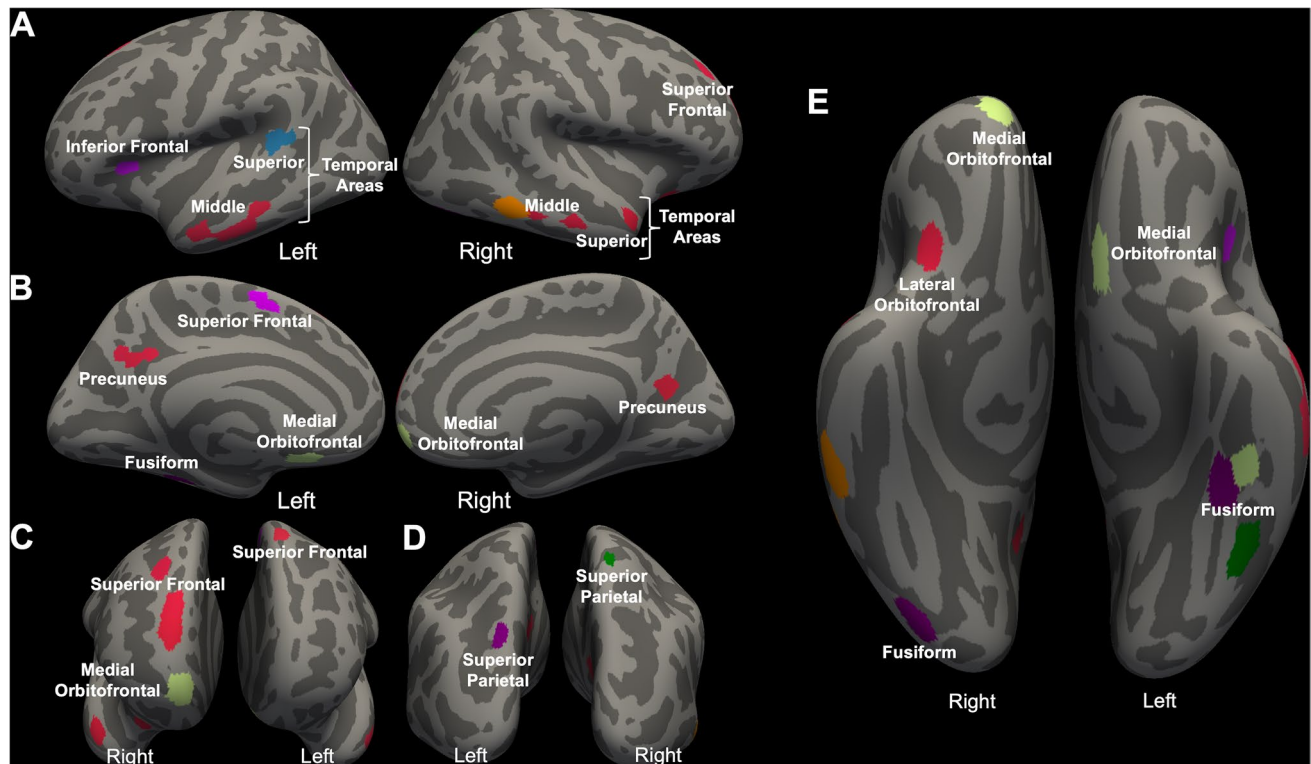 A
Inferior Frontal
Superior
Temporal
Areas
Middle
Left
Superior
Frontal
Middle
Superior
Temporal
Areas
Right
B
Superior Frontal
Precuneus
Medial
Orbitofrontal
Fusiform
Left
Medial
Orbitofrontal
Precuneus
Right
C
Superior Frontal
Superior Frontal
Medial
Orbitofrontal
Right
Left
D
Superior
Parietal
Superior
Parietal
Left
Right
E
Medial
Orbitofrontal
Lateral
Orbitofrontal
Medial
Orbitofrontal
Fusiform
Fusiform
Right
Left